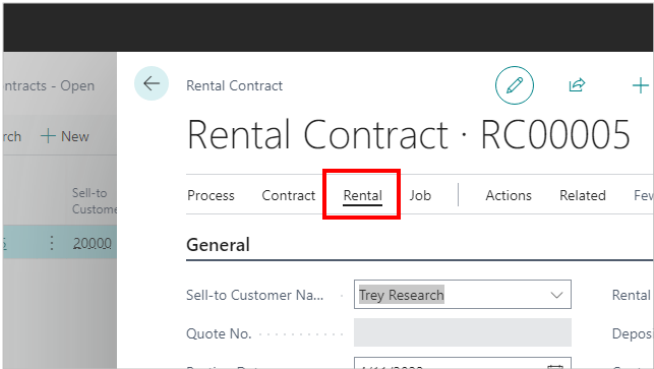 ntracts - Open
Rental Contract
rch + New
Rental Contract · RC00005
Process Contract Rental Job | Actions Related Few
Sell-to
Custome
20000
General
Sell-to Customer Na... Trey Research Rental
Quote No. Depos